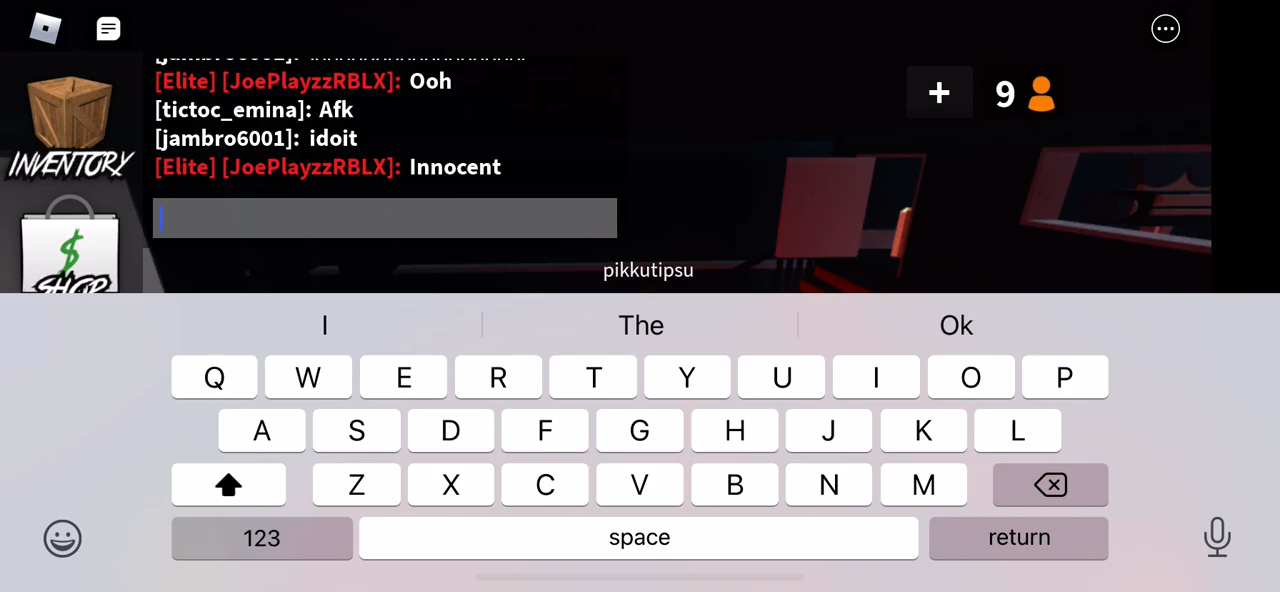 [Elite] [JoePlayzzRBLX]: Ooh
[tictoc_emina]: Afk
[jambro6001]: idoit
[Elite] [JoePlayzzRBLX]: Innocent
+ 9
INVENTORY
$
SHOP
pikkutipsu
I The Ok
Q W E R T Y U I O P
A S D F G H J K L
Z X C V B N M
123 space return